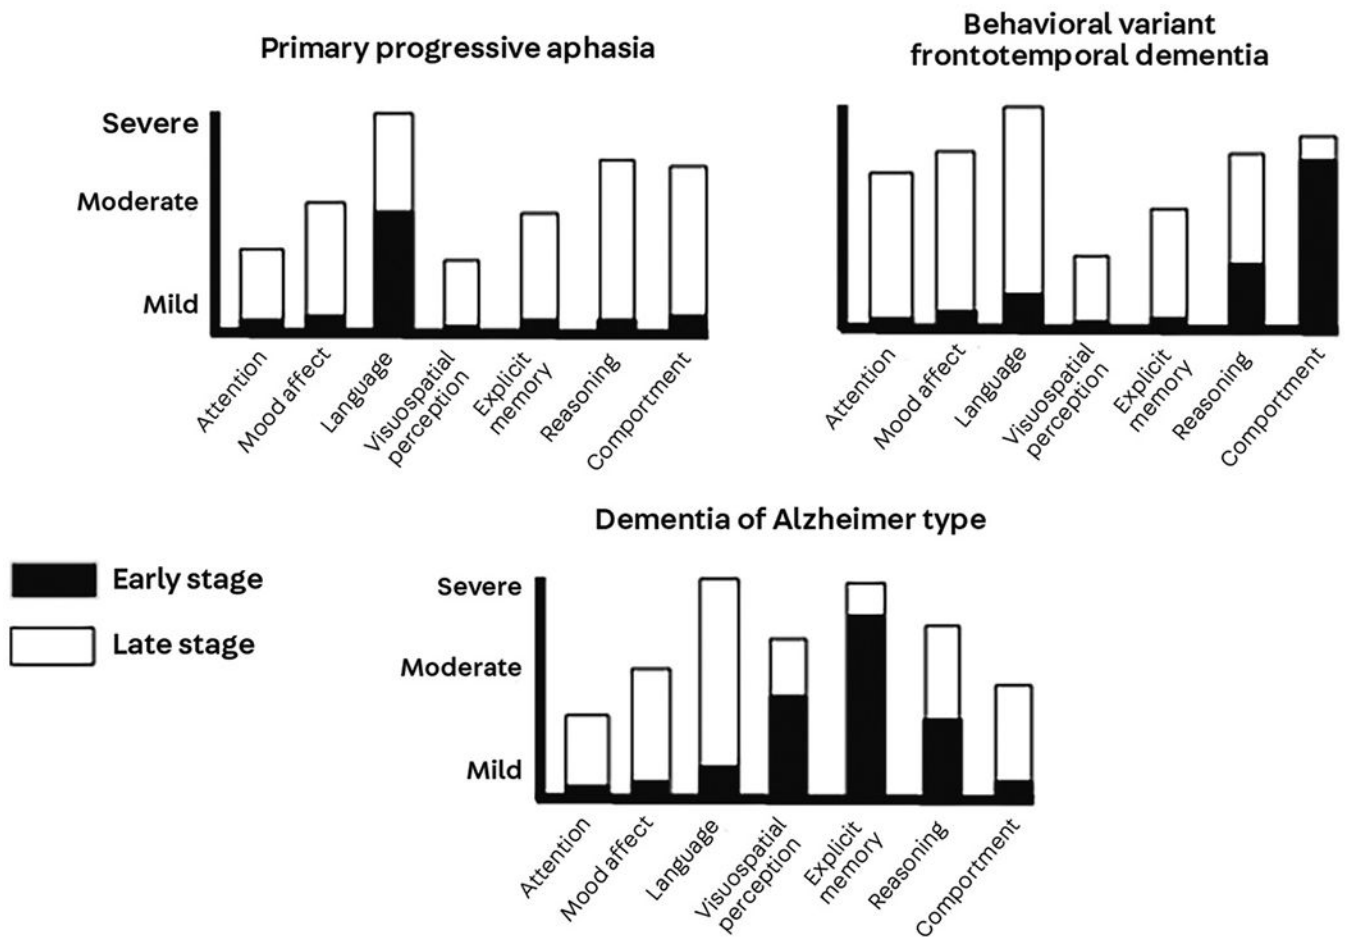 Primary progressive aphasia
Severe
Moderate
Mild
Attention
Mood affect
Language
Visuospatial
perception
Explicit
memory
Reasoning
Comportment
Behavioral variant
frontotemporal dementia
Attention
Mood affect
Language
Visuospatial
perception
Explicit
memory
Reasoning
Comportment
Early stage
Late stage
Dementia of Alzheimer type
Severe
Moderate
Mild
Attention
Mood affect
Language
Visuospatial
perception
Explicit
memory
Reasoning
Comportment